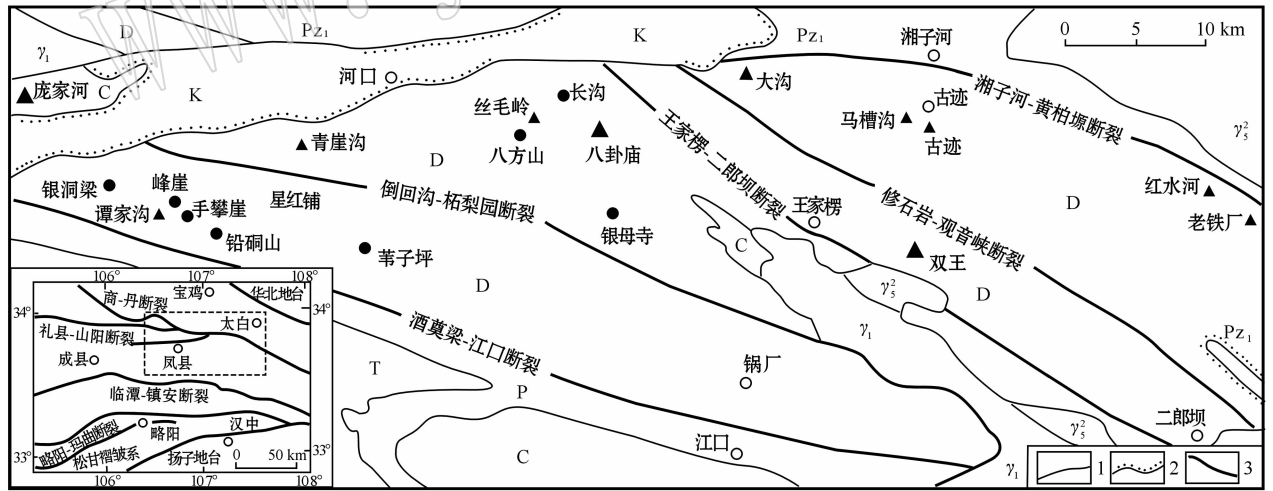 D
Pz₁
K
Pz₁
湘子河
0 5 10 km
γ₁
河口
长沟
大沟
湘子河-黄柏塬断裂
庞家河
C
K
丝毛岭
古迹
马槽沟
古迹
青崖沟
八方山
八卦庙
王家楞-二郎坝断裂
γ₅²
D
银洞梁
峰崖
星红铺
倒回沟-柘梨园断裂
修石岩-观音峡断裂
D
红水河
老铁厂
谭家沟
手攀崖
王家楞
银母寺
铅硐山
苇子坪
C
双王
D
γ₅²
D
γ₁
酒奠梁-江口断裂
Pz₁
T
P
锅厂
C
江口
γ₅²
二郎坝
γ₁
1
2
3
106° 107° 108°
宝鸡
华北地台
商-丹断裂
34°
34°
太白
礼县-山阳断裂
成县
凤县
临潭-镇安断裂
略阳-玛曲断裂
略阳
汉中
松甘褶皱系
扬子地台
0 50 km
33°
33°
106° 107° 108°